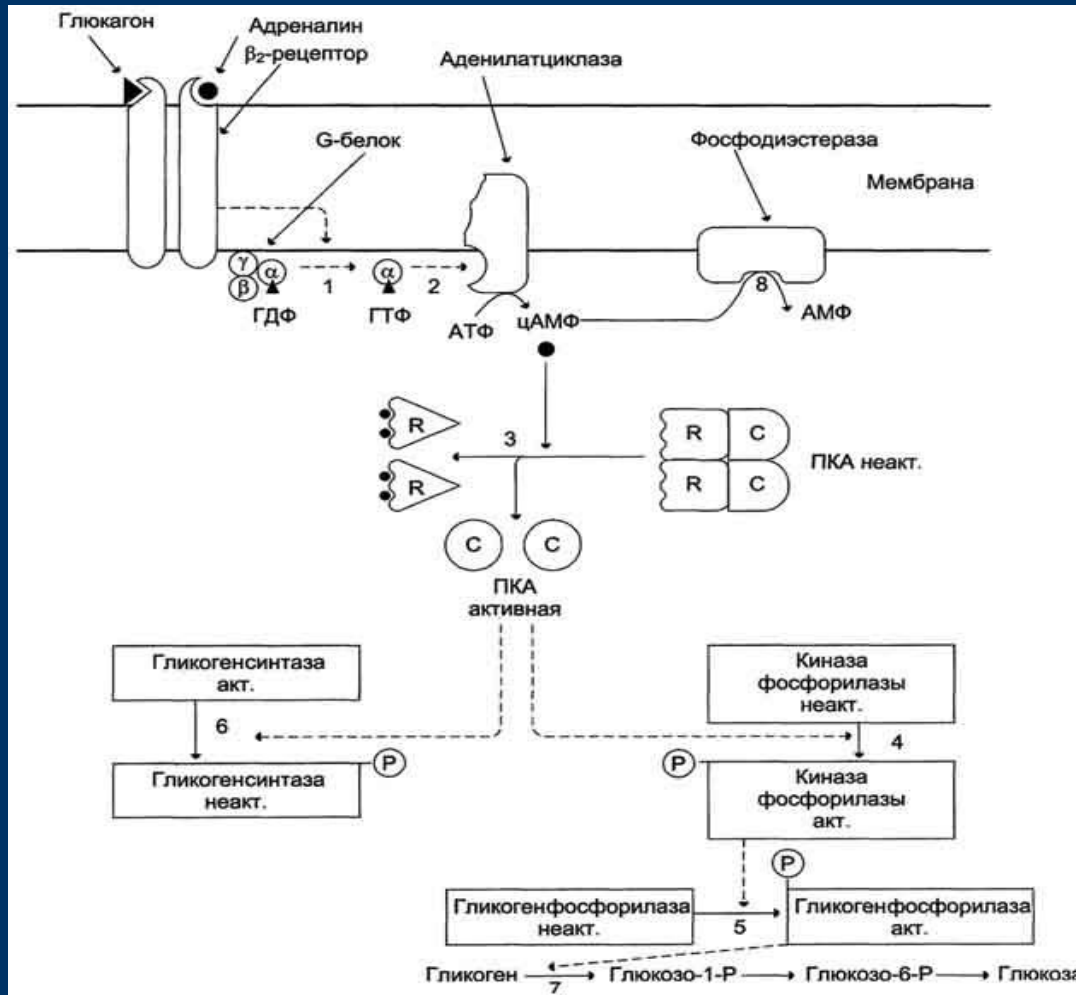 Глюкагон
Адреналин
β₂-рецептор
Аденилатциклаза
G-белок
Фосфодиэстераза
Мембрана
γ
α
β
1
α
2
8
ГДФ
ГТФ
АТФ
цАМФ
АМФ
R
3
R
C
ПКА неакт.
R
R
C
C
C
ПКА
активная
Гликогенсинтаза
акт.
Киназа
фосфорилазы
неакт.
6
4
P
P
Гликогенсинтаза
неакт.
Киназа
фосфорилазы
акт.
P
Гликогенфосфорилаза
неакт.
5
Гликогенфосфорилаза
акт.
Гликоген
7
Глюкозо-1-Р
Глюкозо-6-Р
Глюкоза